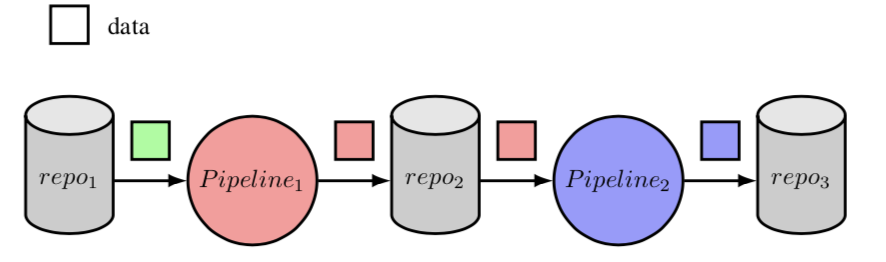 data
repo₁
Pipeline₁
repo₂
Pipeline₂
repo₃